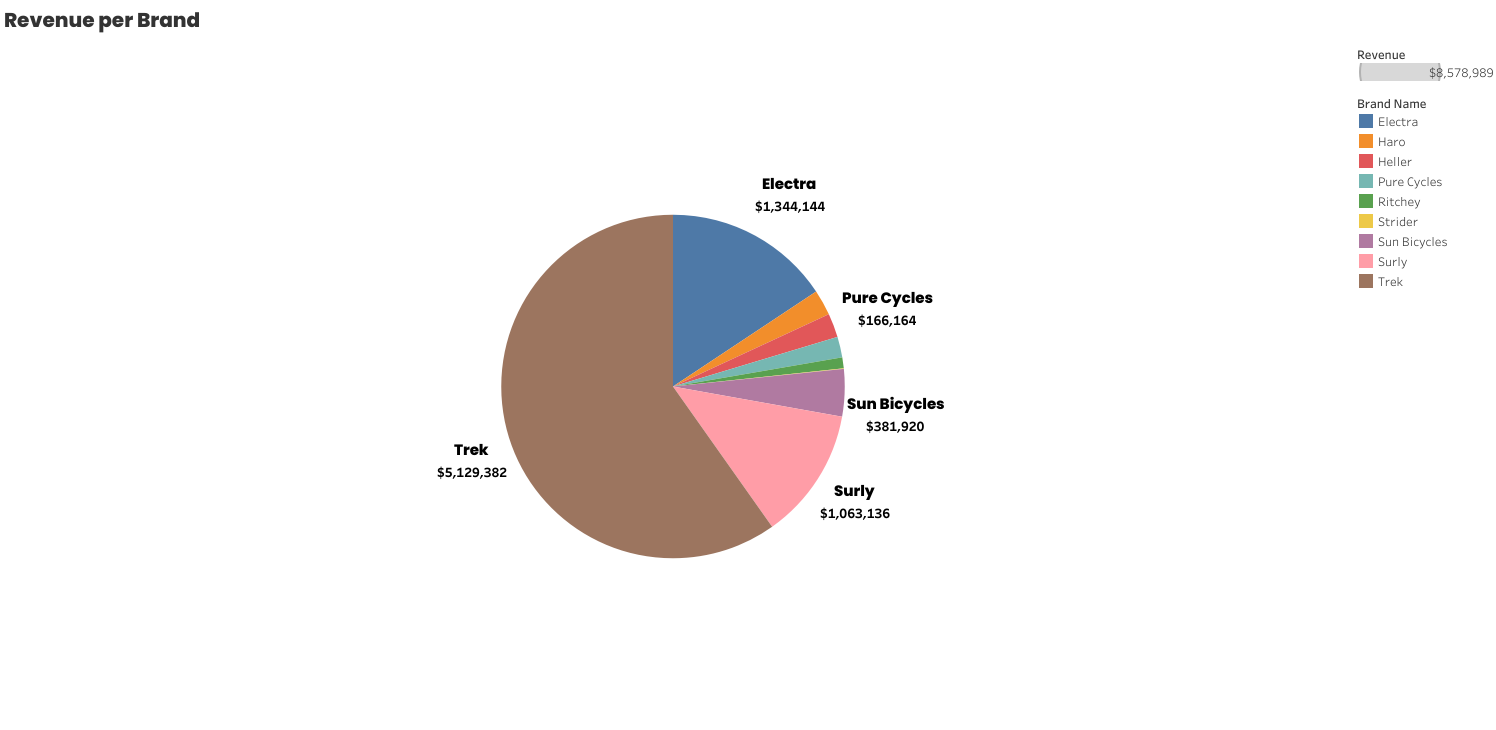 Revenue per Brand
Revenue
$8,578,989
Brand Name
Electra
Haro
Heller
Pure Cycles
Ritchey
Strider
Sun Bicycles
Surly
Trek
Electra
$1,344,144
Pure Cycles
$166,164
Sun Bicycles
$381,920
Surly
$1,063,136
Trek
$5,129,382